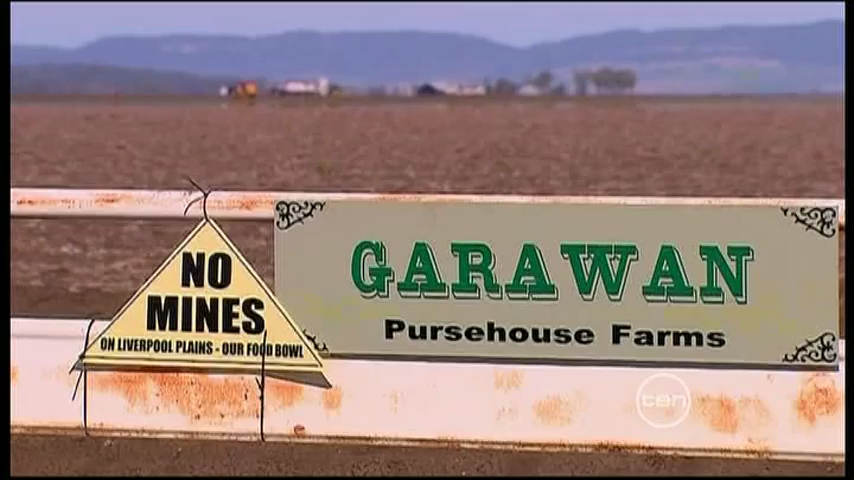 NO
MINES
ON LIVERPOOL PLAINS - OUR FOOD BOWL
GARAWAN
Pursehouse Farms
ten